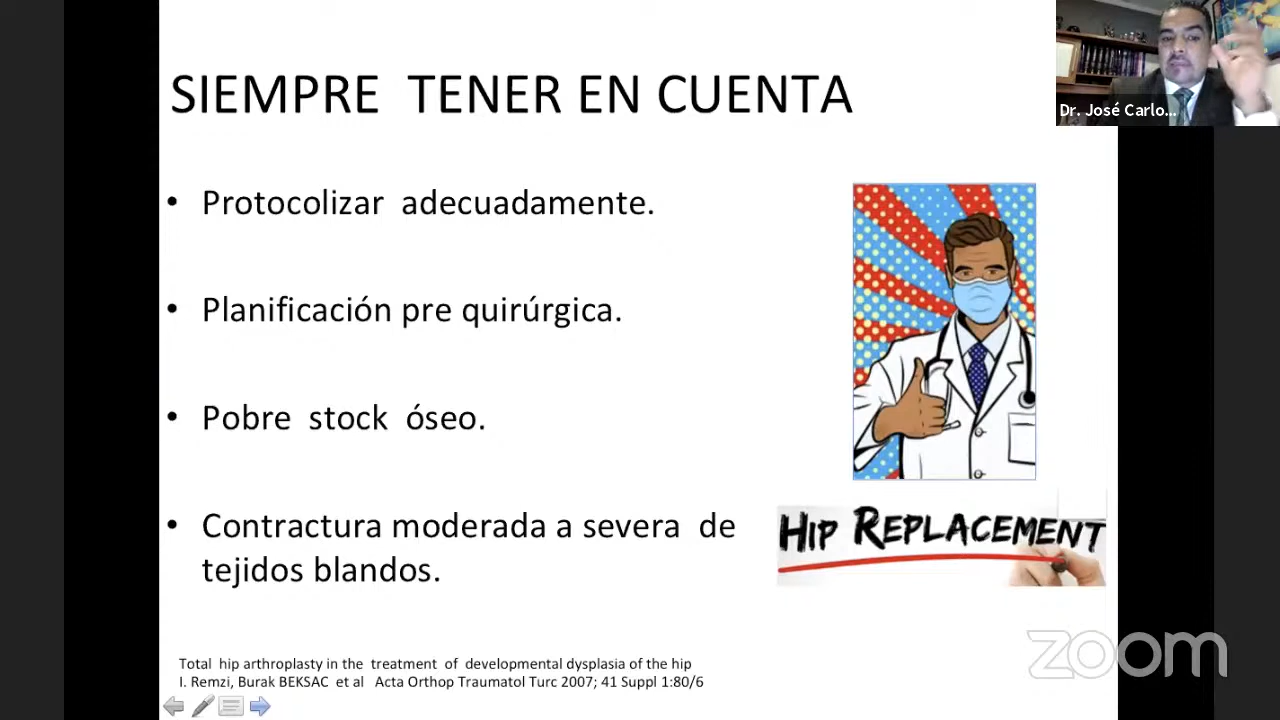 SIEMPRE TENER EN CUENTA
Dr. José Carlo...
• Protocolizar adecuadamente.
• Planificación pre quirúrgica.
• Pobre stock óseo.
• Contractura moderada a severa de
tejidos blandos.
HIP REPLACEMENT
Total hip arthroplasty in the treatment of developmental dysplasia of the hip
I. Remzi, Burak BEKSAC et al Acta Orthop Traumatol Turc 2007; 41 Suppl 1:80/6
zoom